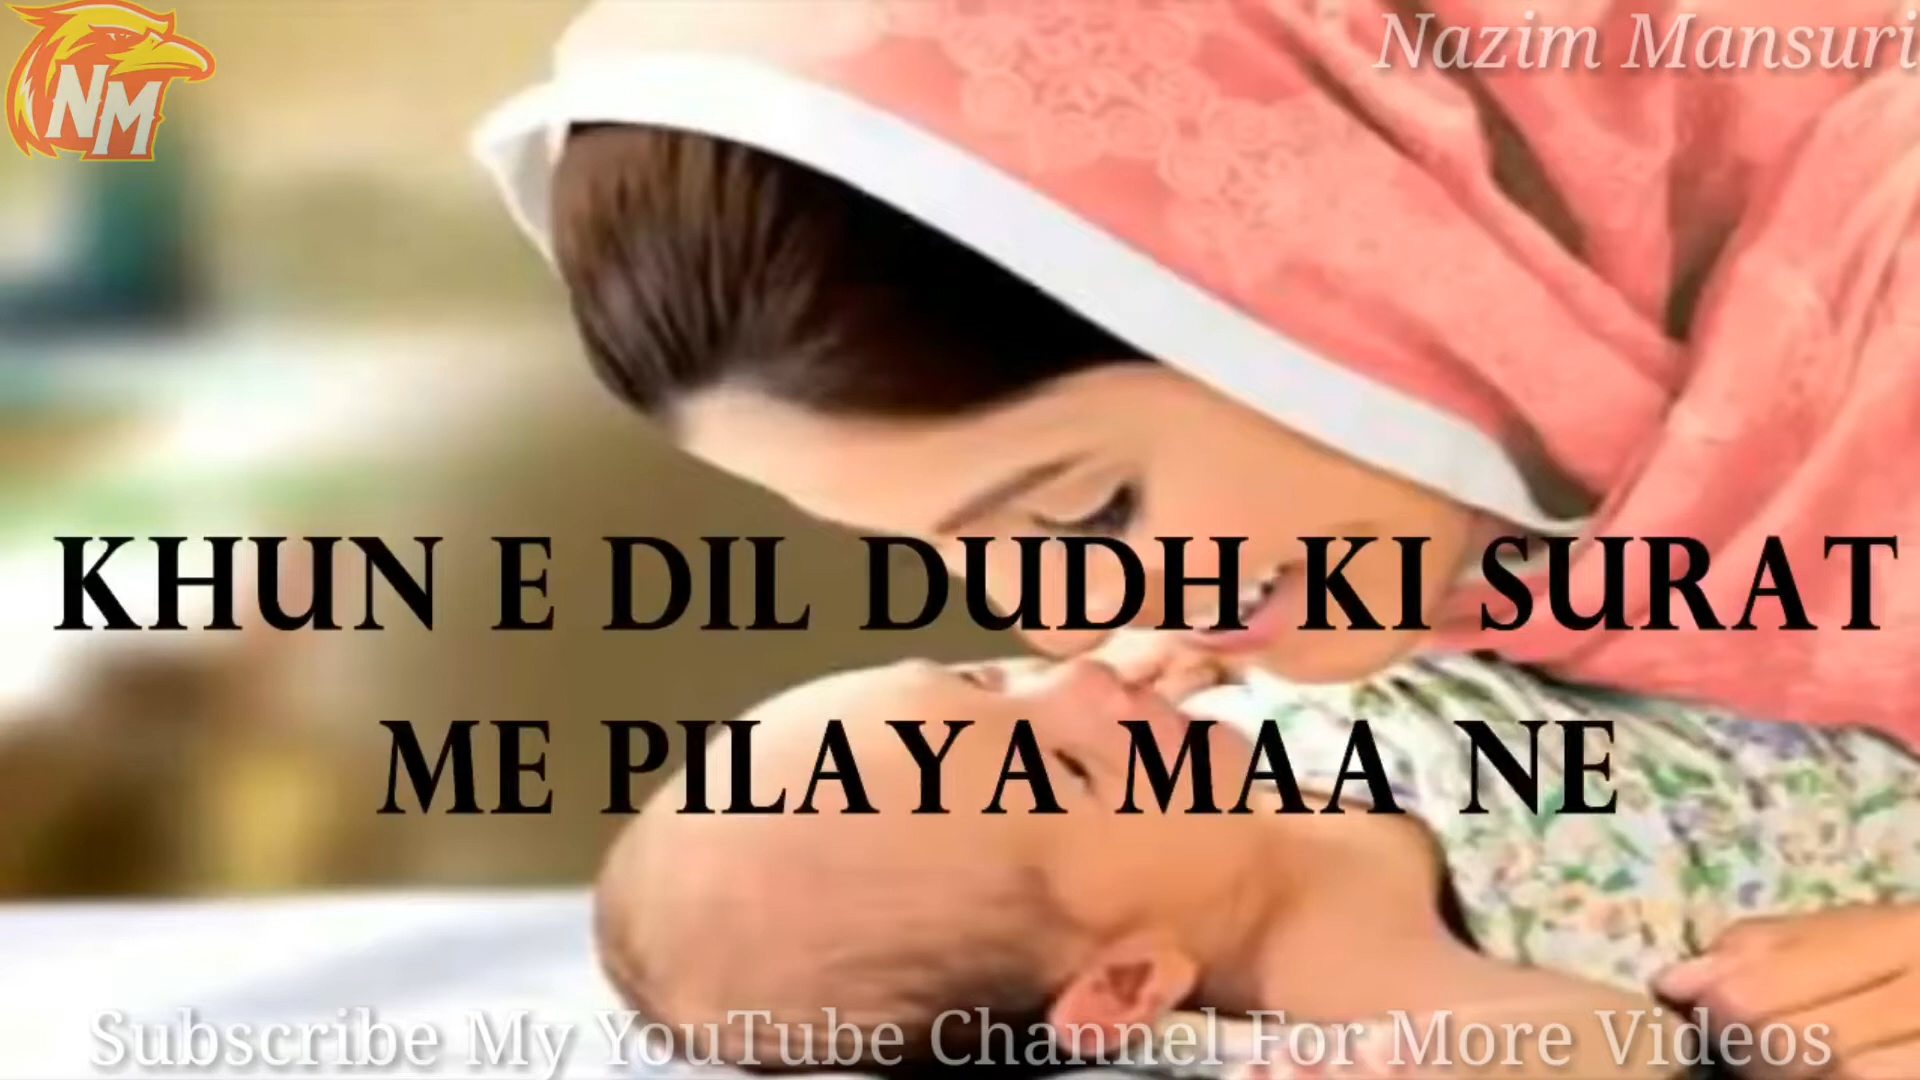 NM
Nazim Mansuri
KHUN E DIL DUDH KI SURAT
ME PILAYA MAA NE
Subscribe My YouTube Channel For More Videos